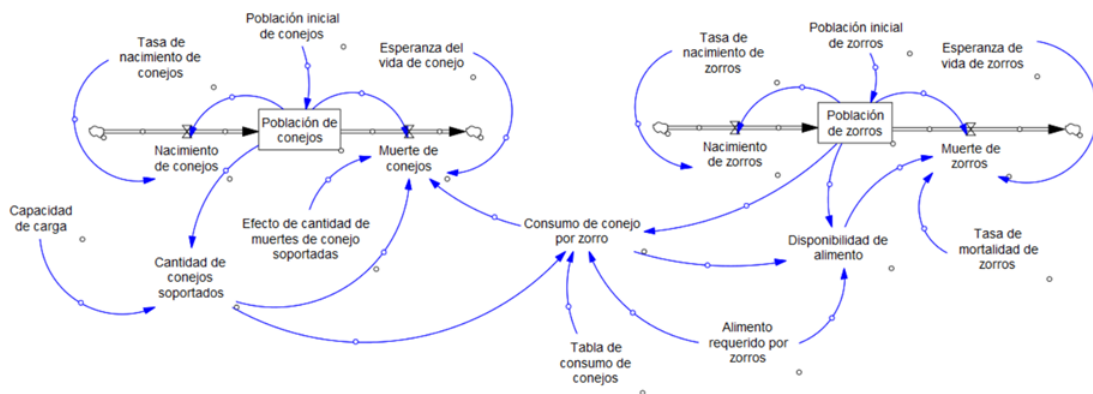 Población inicial
de conejos
Tasa de
nacimiento de
conejos
Esperanza del
vida de conejo
Población de
conejos
Nacimiento
de conejos
Muerte de
conejos
Capacidad
de carga
Efecto de cantidad de
muertes de conejo
soportadas
Cantidad de
conejos
soportados
Consumo de conejo
por zorro
Tabla de
consumo de
conejos
Alimento
requerido por
zorros
Población inicial
de zorros
Tasa de
nacimiento de
zorros
Esperanza de
vida de zorros
Población
de zorros
Nacimiento
de zorros
Muerte de
zorros
Disponibilidad de
alimento
Tasa de
mortalidad de
zorros